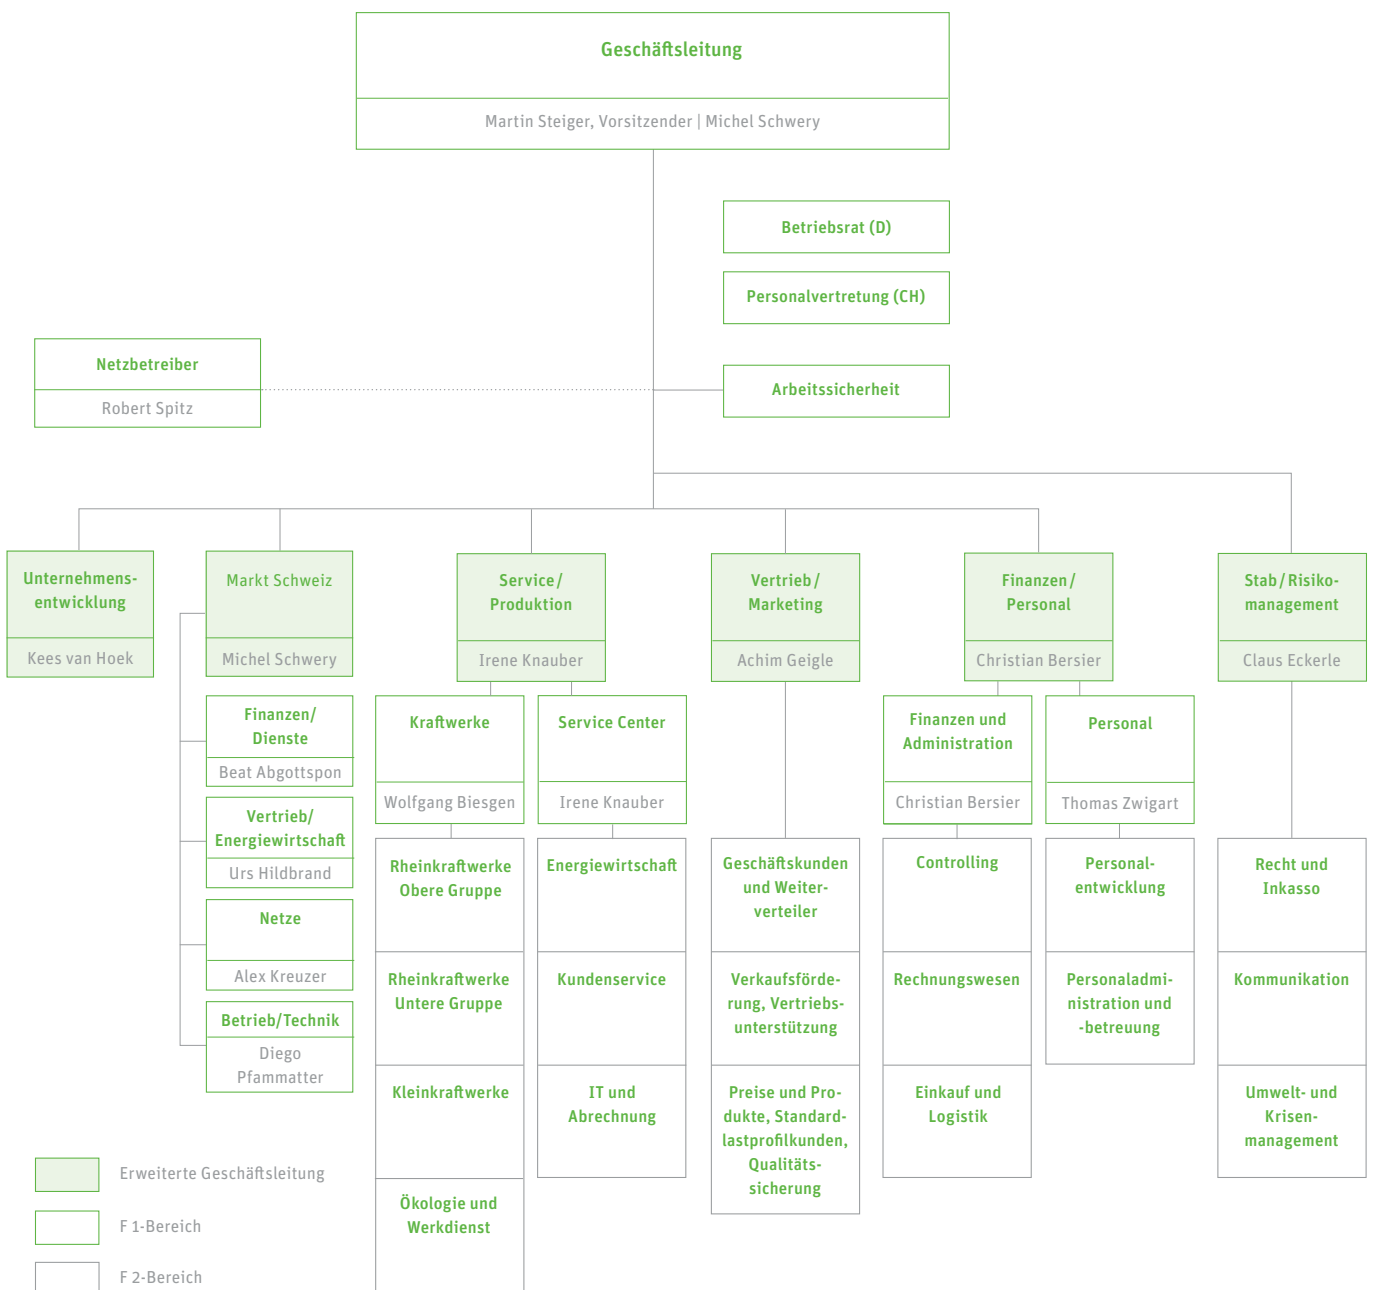 Geschäftsleitung
Martin Steiger, Vorsitzender | Michel Schwery
Betriebsrat (D)
Personalvertretung (CH)
Netzbetreiber
Robert Spitz
Arbeitssicherheit
Unternehmens-
entwicklung
Kees van Hoek
Markt Schweiz
Michel Schwery
Service/
Produktion
Irene Knauber
Vertrieb/
Marketing
Achim Geigle
Finanzen/
Personal
Christian Bersier
Stab/Risiko-
management
Claus Eckerle
Finanzen/
Dienste
Beat Abgottspon
Vertrieb/
Energiewirtschaft
Urs Hildbrand
Netze
Alex Kreuzer
Betrieb/Technik
Diego
Pfammatter
Kraftwerke
Wolfgang Biesgen
Rheinkraftwerke
Obere Gruppe
Rheinkraftwerke
Untere Gruppe
Kleinkraftwerke
Ökologie und
Werkdienst
Service Center
Irene Knauber
Energiewirtschaft
Kundenservice
IT und
Abrechnung
Geschäftskunden
und Weiter-
verteiler
Verkaufsförde-
rung, Vertriebs-
unterstützung
Preise und Pro-
dukte, Standard-
lastprofilkunden,
Qualitäts-
sicherung
Finanzen und
Administration
Christian Bersier
Controlling
Rechnungswesen
Einkauf und
Logistik
Personal
Thomas Zwigart
Personal-
entwicklung
Personaladmi-
nistration und
-betreuung
Recht und
Inkasso
Kommunikation
Umwelt- und
Krisen-
management
Erweiterte Geschäftsleitung
F 1-Bereich
F 2-Bereich